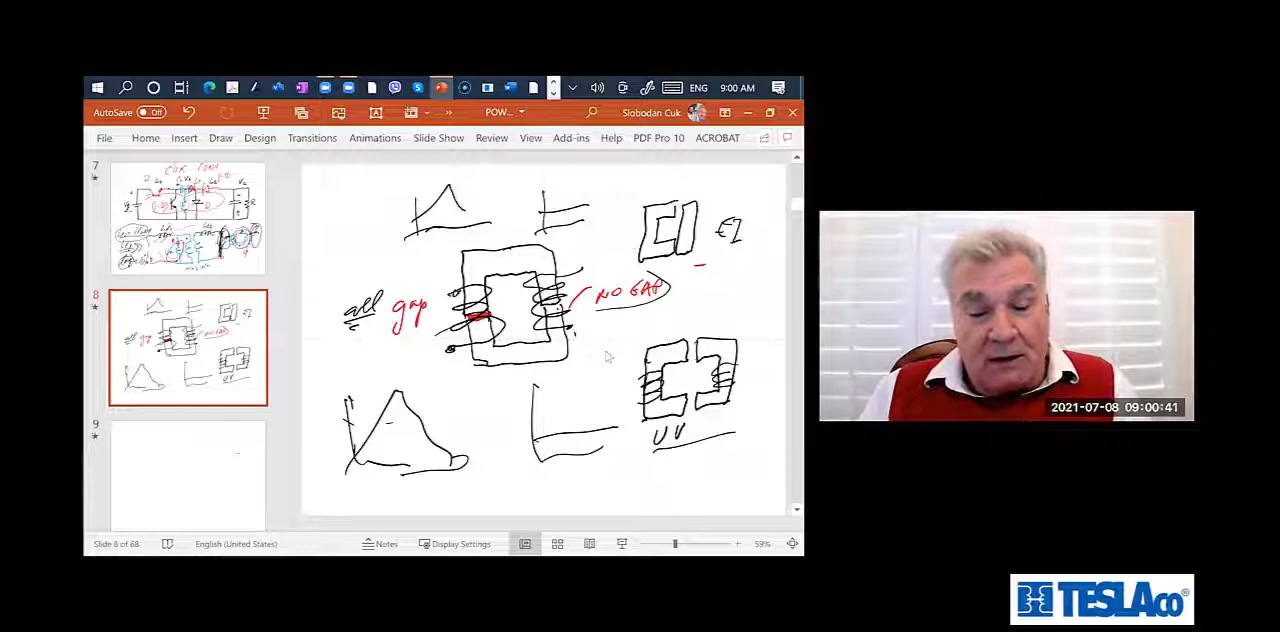 ENG 9:00 AM
AutoSave Off POW... Slobodan Cuk
File Home Insert Draw Design Transitions Animations Slide Show Review View Add-ins Help PDF Pro 10 ACROBAT
7
8
9
EI
all gap NO GAP
UU
2021-07-08 09:00:41
Slide 8 of 68 English (United States) Notes Display Settings 59%
TESLAco®